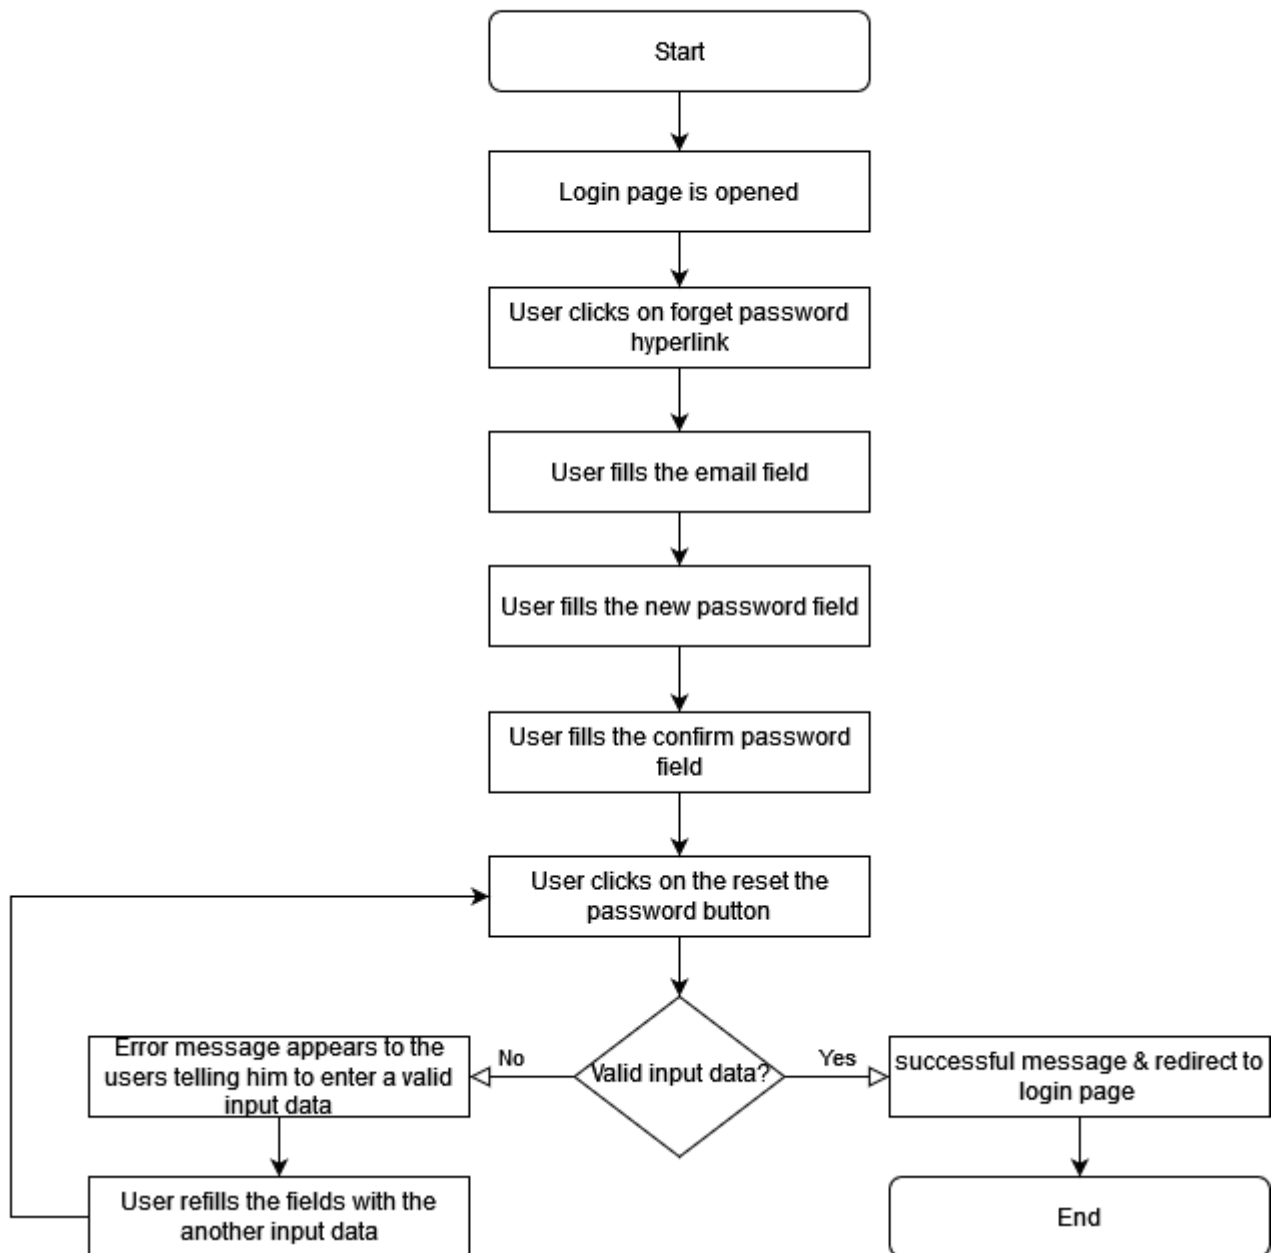 Start
Login page is opened
User clicks on forget password
hyperlink
User fills the email field
User fills the new password field
User fills the confirm password
field
User clicks on the reset the
password button
Valid input data?
No
Yes
Error message appears to the
users telling him to enter a valid
input data
successful message & redirect to
login page
User refills the fields with the
another input data
End